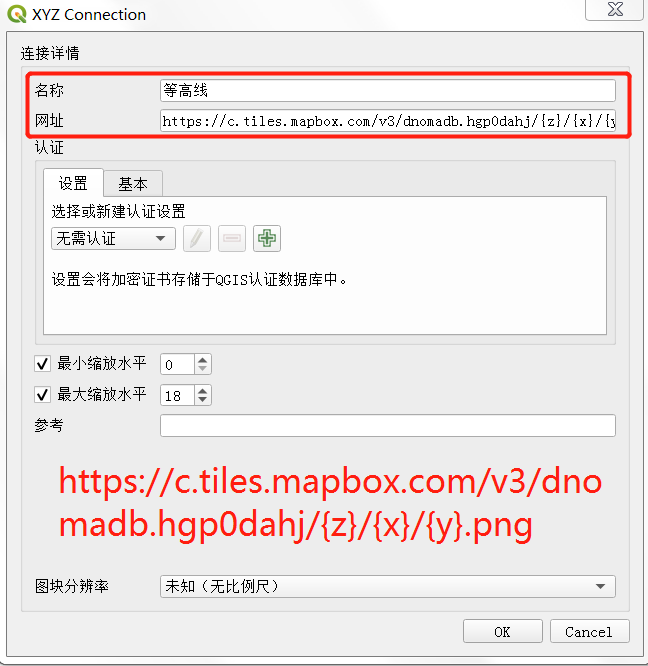 XYZ Connection
连接详情
名称 等高线
网址 https://c.tiles.mapbox.com/v3/dnomadb.hgp0dahj/{z}/{x}/{y
认证
设置 基本
选择或新建认证设置
无需认证
设置会将加密证书存储于QGIS认证数据库中。
最小缩放水平 0
最大缩放水平 18
参考
https://c.tiles.mapbox.com/v3/dno
madb.hgp0dahj/{z}/{x}/{y}.png
图块分辨率 未知（无比例尺）
OK Cancel